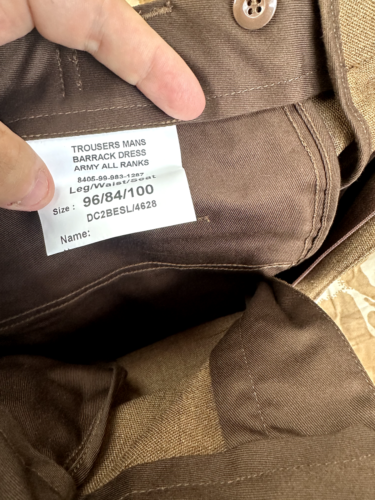 TROUSERS MANS
BARRACK DRESS
ARMY ALL RANKS
8405-99-983-1287
Leg/Waist/Seat
Size : 96/84/100
DC2BESL/4628
Name: